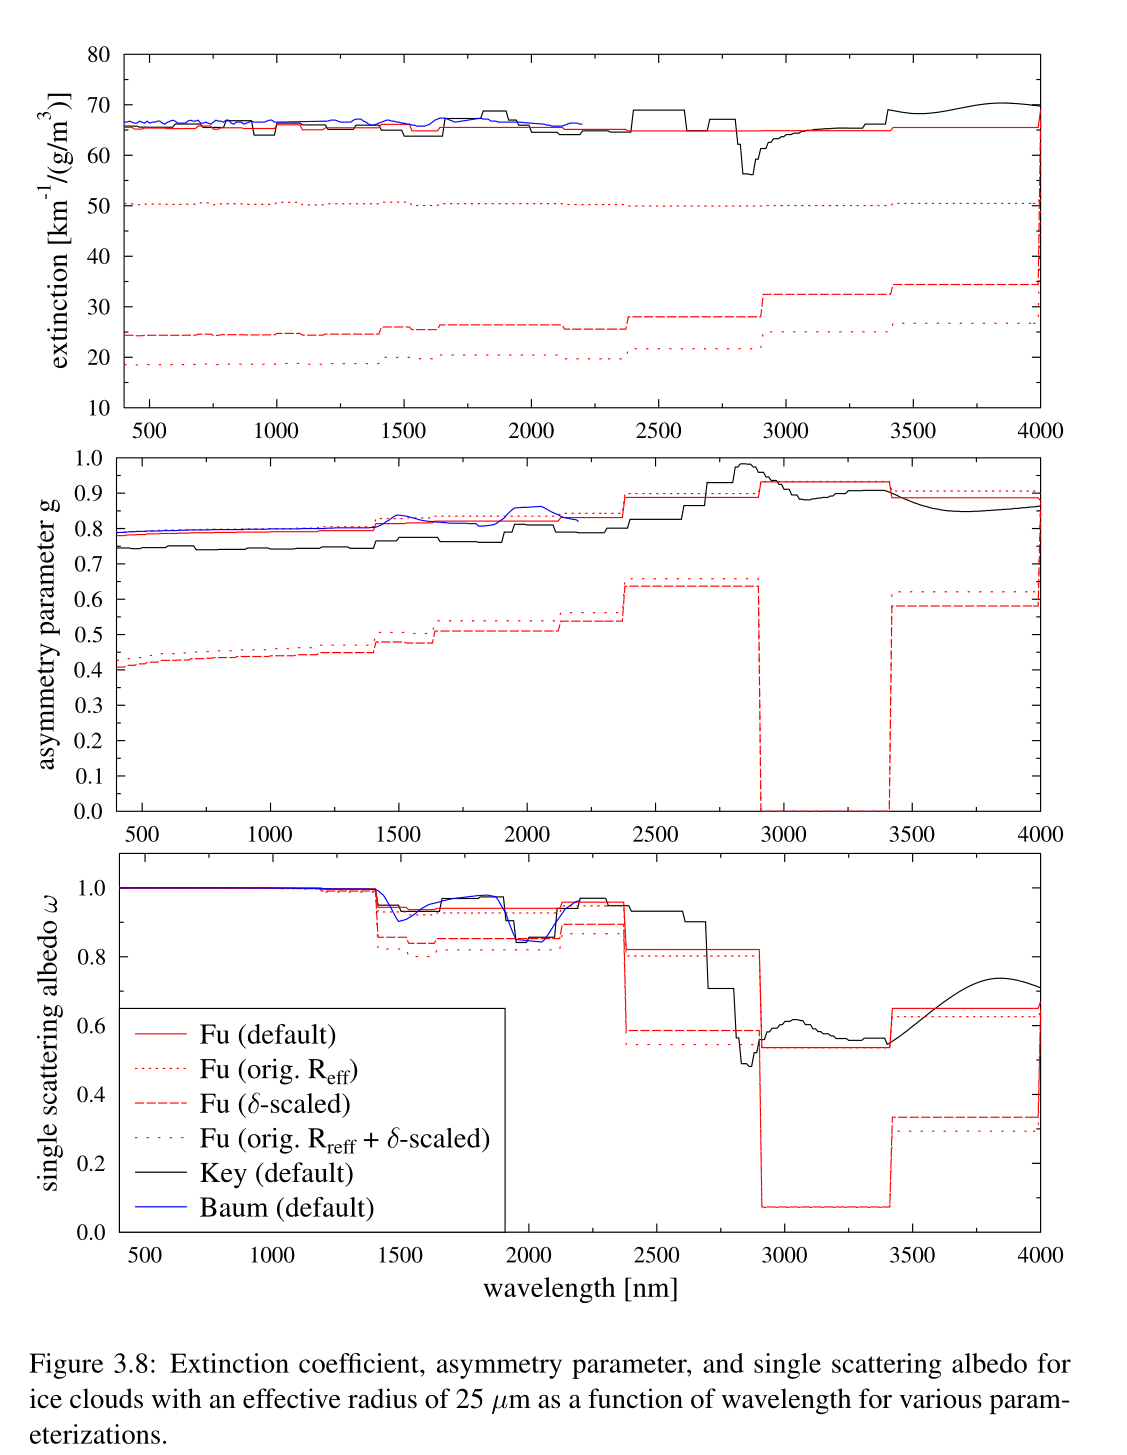 80
70
60
50
40
30
20
10
extinction [km-1/(g/m3)]
500 1000 1500 2000 2500 3000 3500 4000
1.0
0.9
0.8
0.7
0.6
0.5
0.4
0.3
0.2
0.1
0.0
asymmetry parameter g
500 1000 1500 2000 2500 3000 3500 4000
1.0
0.8
0.6
0.4
0.2
0.0
single scattering albedo ω
Fu (default)
Fu (orig. Reff)
Fu (δ-scaled)
Fu (orig. Rreff + δ-scaled)
Key (default)
Baum (default)
500 1000 1500 2000 2500 3000 3500 4000
wavelength [nm]
Figure 3.8: Extinction coefficient, asymmetry parameter, and single scattering albedo for
ice clouds with an effective radius of 25 μm as a function of wavelength for various param-
eterizations.